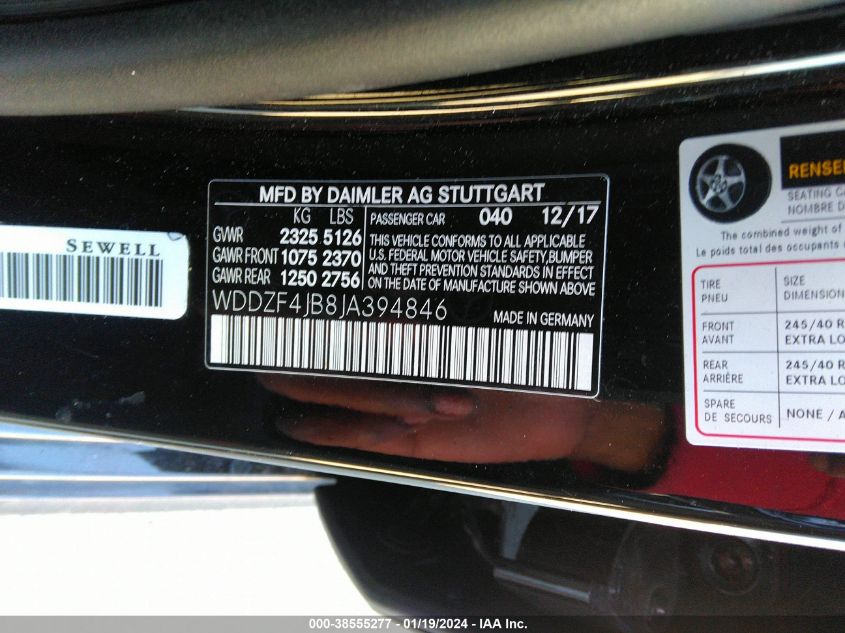 SEWELL
MFD BY DAIMLER AG STUTTGART
KG LBS
GVWR 2325 5126
GAWR FRONT 1075 2370
GAWR REAR 1250 2756
PASSENGER CAR 040 12/17
THIS VEHICLE CONFORMS TO ALL APPLICABLE
U.S. FEDERAL MOTOR VEHICLE SAFETY, BUMPER
AND THEFT PREVENTION STANDARDS IN EFFECT
ON THE DATE OF MANUFACTURE SHOWN ABOVE
WDDZF4JB8JA394846
MADE IN GERMANY
RENSE
SEATING CA
NOMBRE D
The combined weight of
Le poids total des occupants
TIRE SIZE
PNEU DIMENSION
FRONT 245/40 R
AVANT EXTRA LO
REAR 245/40 R
ARRIÈRE EXTRA LO
SPARE
DE SECOURS NONE / A
000-38555277 - 01/19/2024 - IAA Inc.